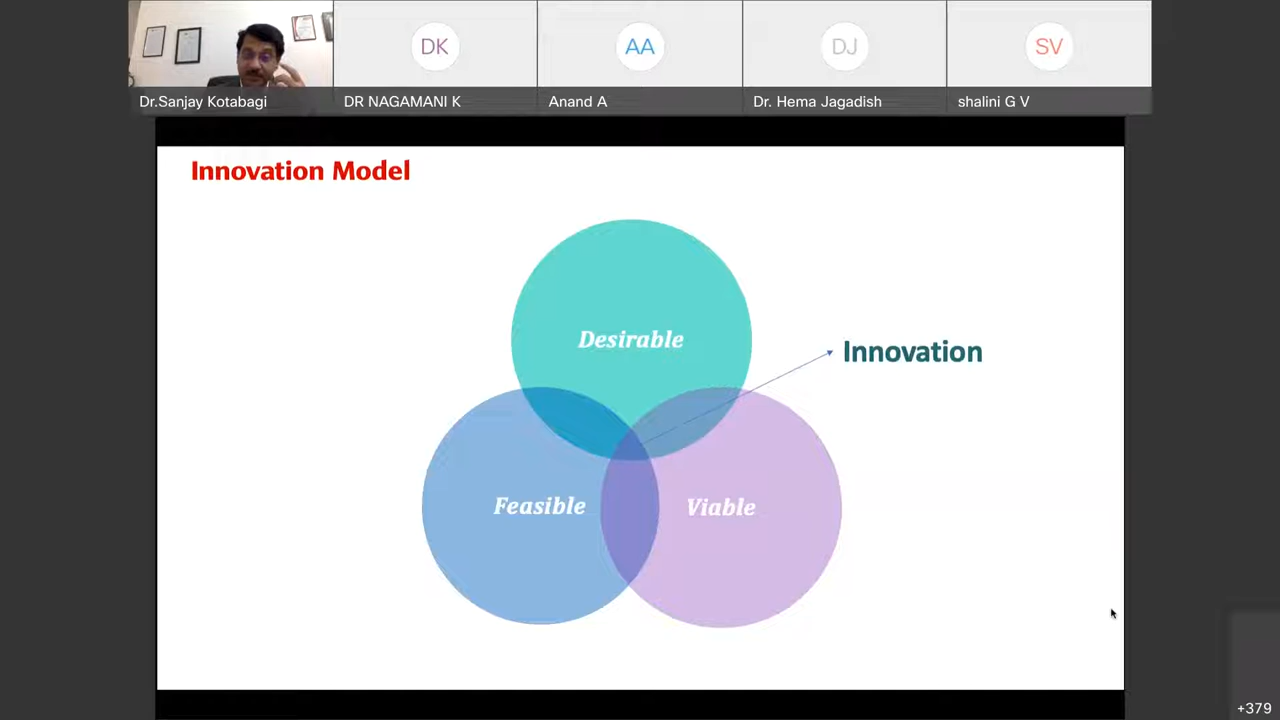 DK
AA
DJ
SV
Dr.Sanjay Kotabagi
DR NAGAMANI K
Anand A
Dr. Hema Jagadish
shalini G V
Innovation Model
Desirable
Innovation
Feasible
Viable
+379